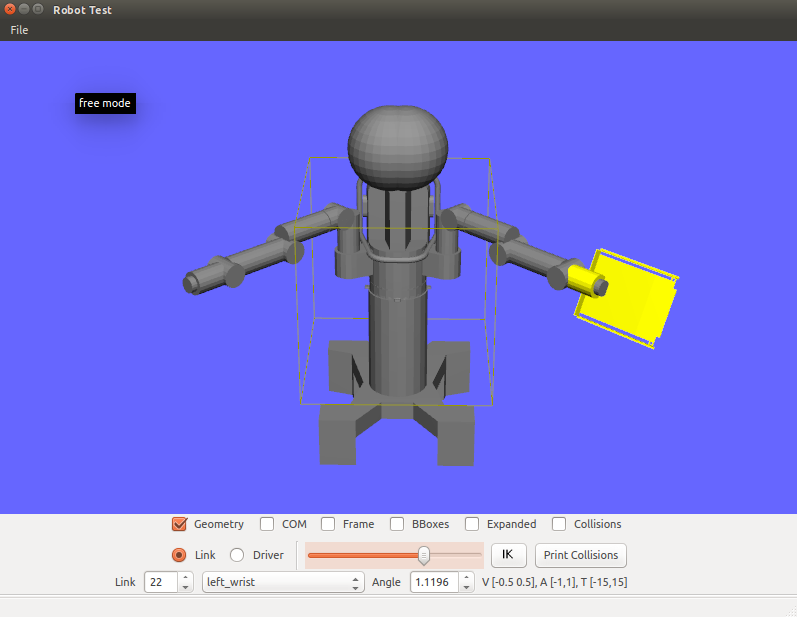 Robot Test
File
free mode
Geometry COM Frame BBoxes Expanded Collisions
Link Driver IK Print Collisions
Link 22 left_wrist Angle 1.1196 V [-0.5 0.5], A [-1,1], T [-15,15]